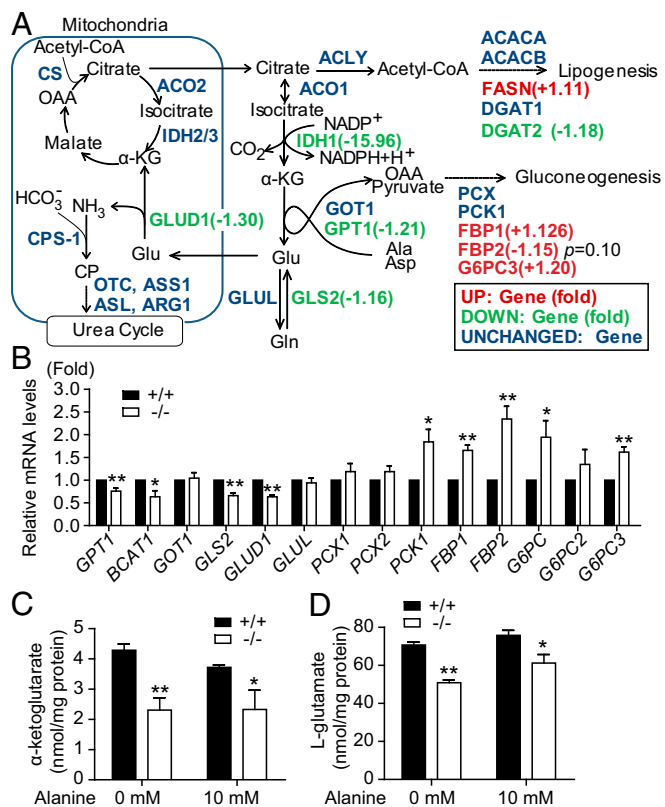 A
Mitochondria
Acetyl-CoA
CS
Citrate
ACO2
OAA
Isocitrate
IDH2/3
Malate
α-KG
HCO3-
NH3
GLUD1(-1.30)
CPS-1
Glu
CP
OTC, ASS1
ASL, ARG1
Urea Cycle
Citrate
ACLY
Acetyl-CoA
ACO1
Isocitrate
NADP+
IDH1(-15.96)
CO2
NADPH+H+
α-KG
OAA
Pyruvate
GOT1
GPT1(-1.21)
Glu
Ala
Asp
GLUL
GLS2(-1.16)
Gln
ACACA
ACACB
Lipogenesis
FASN(+1.11)
DGAT1
DGAT2 (-1.18)
Gluconeogenesis
PCX
PCK1
FBP1(+1.126)
FBP2(-1.15) p=0.10
G6PC3(+1.20)
UP: Gene (fold)
DOWN: Gene (fold)
UNCHANGED: Gene
B
(Fold)
Relative mRNA levels
3.0
2.5
2.0
1.5
1.0
0.5
0.0
+/+
-/-
** * ** ** * ** ** * **
GPT1 BCAT1 GOT1 GLS2 GLUD1 GLUL PCX1 PCX2 PCK1 FBP1 FBP2 G6PC G6PC2 G6PC3
C
α-ketoglutarate
(nmol/mg protein)
5
4
3
2
1
0
+/+
-/-
** *
Alanine 0 mM 10 mM
D
L-glutamate
(nmol/mg protein)
80
60
40
20
0
+/+
-/-
** *
Alanine 0 mM 10 mM